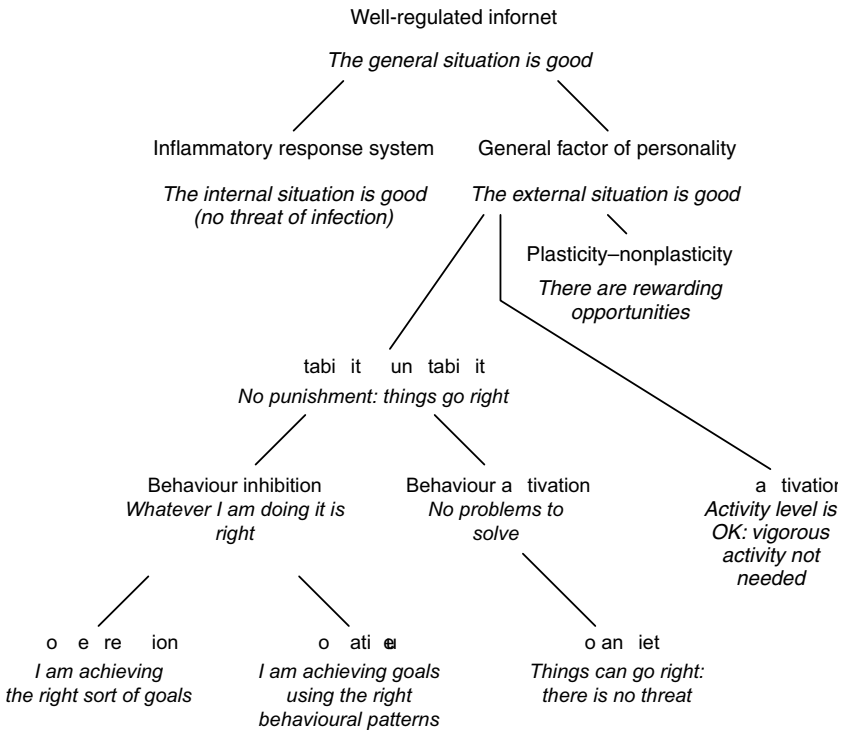 Well-regulated infornet
The general situation is good
Inflammatory response system
General factor of personality
The internal situation is good
(no threat of infection)
The external situation is good
Plasticity–nonplasticity
There are rewarding
opportunities
No punishment: things go right
Behaviour inhibition
Whatever I am doing it is
right
Behaviour a tivation
No problems to
solve
a tivation
Activity level is
OK: vigorous
activity not
needed
I am achieving
the right sort of goals
I am achieving goals
using the right
behavioural patterns
Things can go right:
there is no threat